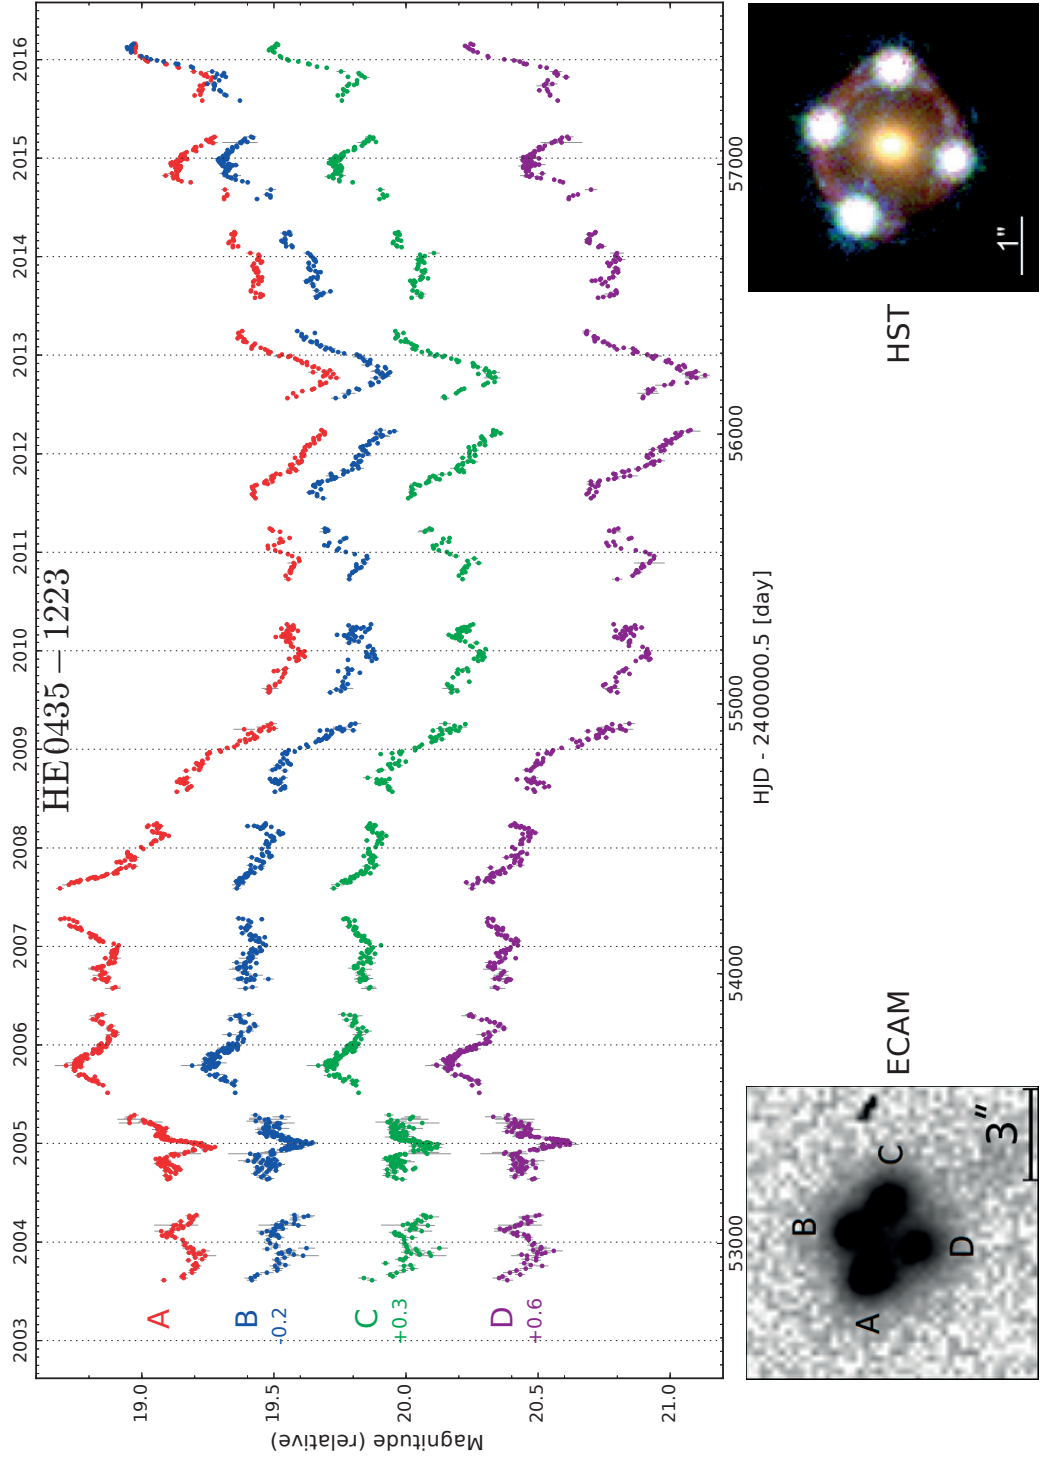 2003 2004 2005 2006 2007 2008 2009 2010 2011 2012 2013 2014 2015 2016
HE 0435 − 1223
Magnitude (relative)
19.0
19.5
20.0
20.5
21.0
A
B
-0.2
C
+0.3
D
+0.6
53000 54000 55000 56000 57000
HJD - 2400000.5 [day]
A
B
C
D
3"
ECAM
HST
1"